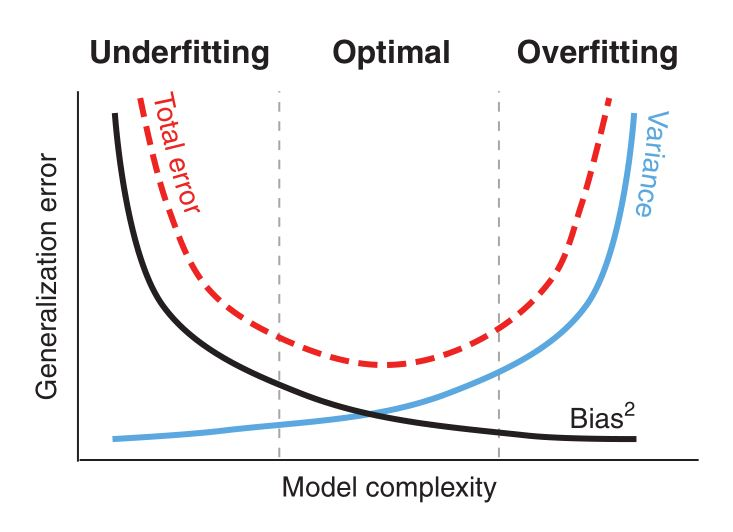 Underfitting Optimal Overfitting
Total error
Variance
Generalization error
Bias²
Model complexity